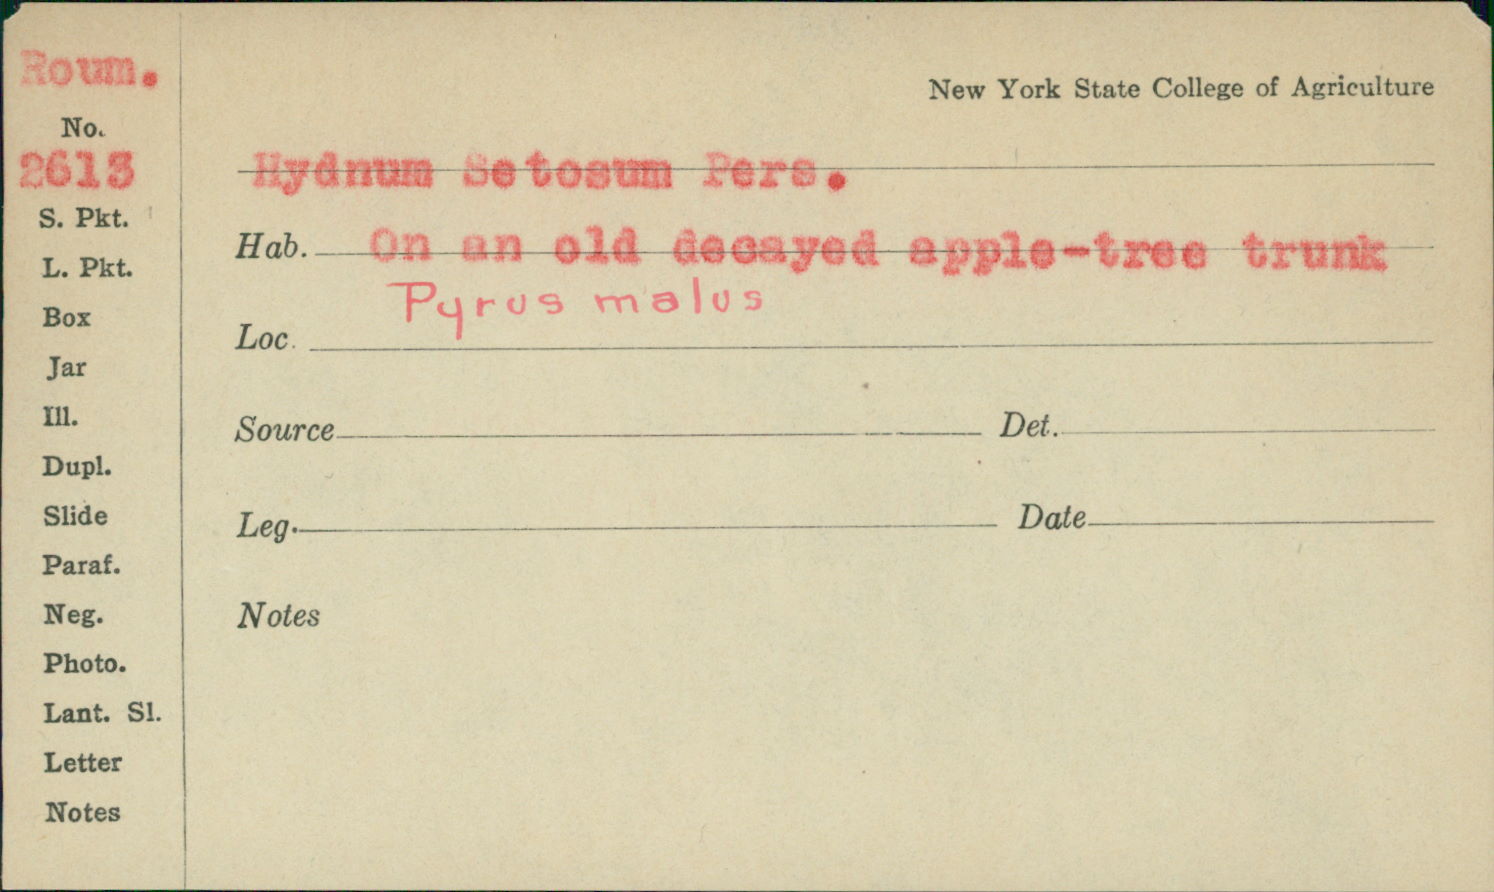 Roum.
New York State College of Agriculture
No.
2613
Hydnum Setosum Pers.
S. Pkt.
Hab. On an old decayed apple-tree trunk
L. Pkt.
Pyrus malus
Box
Loc.
Jar
Ill.
Source Det.
Dupl.
Slide
Leg. Date
Paraf.
Neg.
Notes
Photo.
Lant. Sl.
Letter
Notes